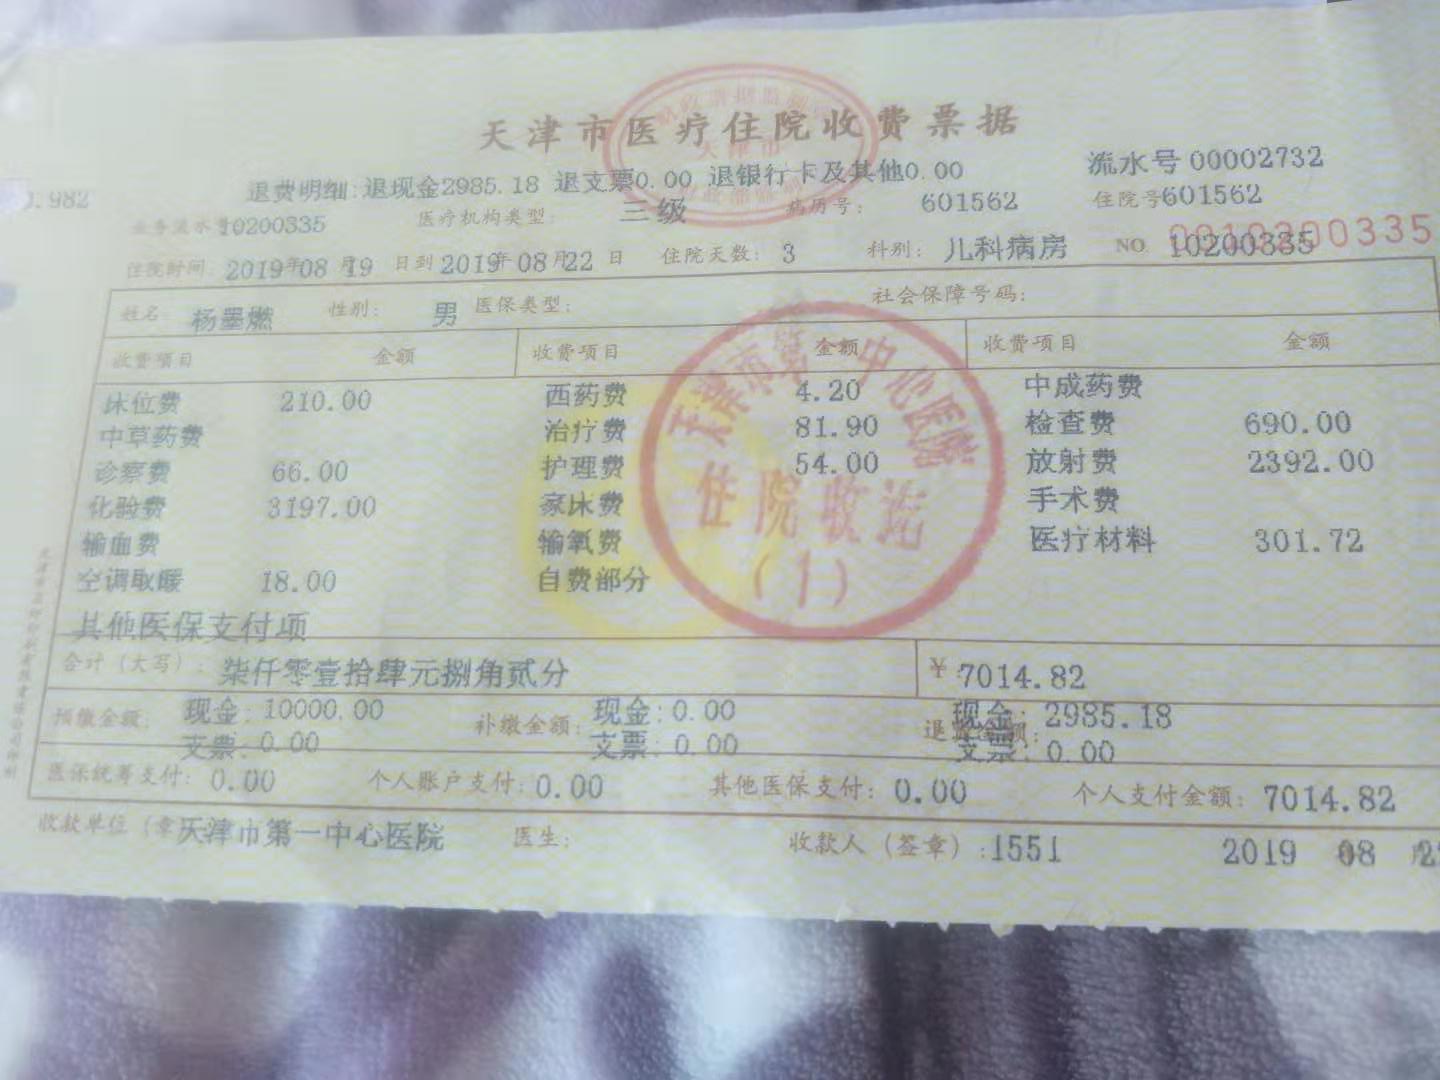 天津市医疗住院收费票据
退费明细:退现金2985.18 退支票0.00 退银行卡及其他0.00 流水号 00002732
.982
业务流水号10200335 医疗机构类型: 三级 病历号: 601562 住院号601562
住院时间: 2019年08月19日到2019年08月22日 住院天数: 3 科别: 儿科病房 NO. 10200335
姓名: 杨墨燃 性别: 男 医保类型: 社会保障号码:
收费项目 金额 收费项目 金额 收费项目 金额
床位费 210.00 西药费 4.20 中成药费
中草药费 治疗费 81.90 检查费 690.00
诊察费 66.00 护理费 54.00 放射费 2392.00
化验费 3197.00 家床费 手术费
输血费 输氧费 医疗材料 301.72
空调取暖 18.00 自费部分
其他医保支付项
天津市第一中心医院
住院收讫
(1)
合计(大写): 柒仟零壹拾肆元捌角贰分 ¥ 7014.82
预缴金额: 现金: 10000.00 补缴金额: 现金: 0.00 现金: 2985.18
支票: 0.00 支票: 0.00 支票: 0.00
医保统筹支付: 0.00 个人账户支付: 0.00 其他医保支付: 0.00 个人支付金额: 7014.82
收款单位(章 天津市第一中心医院 医生: 收款人(签章): 1551 2019 08